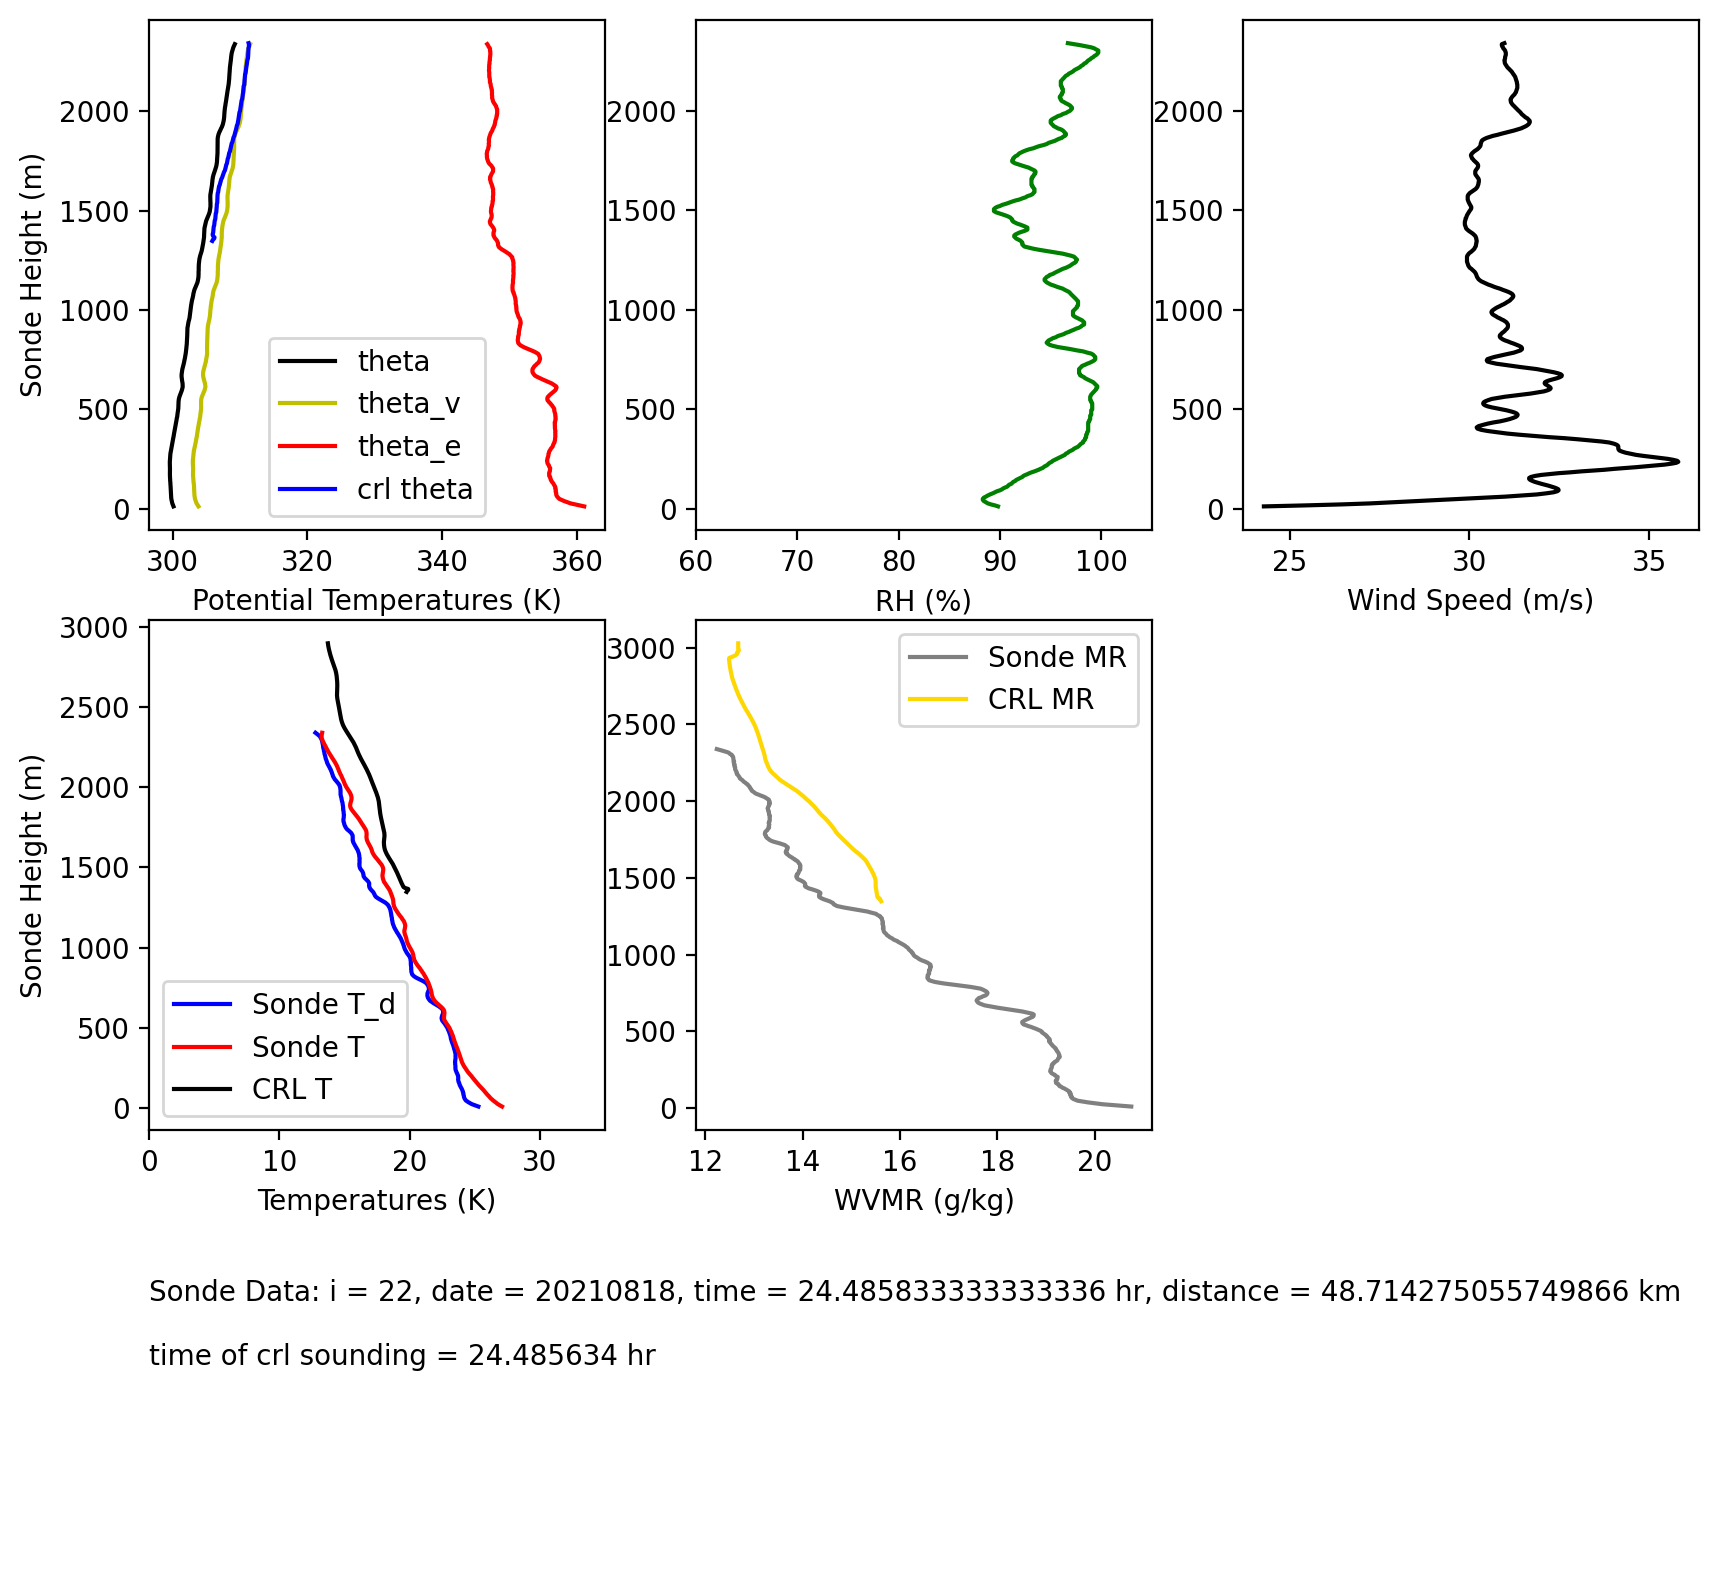 2000
1500
1000
500
0
Sonde Height (m)
300 320 340 360
Potential Temperatures (K)
theta
theta_v
theta_e
crl theta
2000
1500
1000
500
0
60 70 80 90 100
RH (%)
2000
1500
1000
500
0
25 30 35
Wind Speed (m/s)
3000
2500
2000
1500
1000
500
0
Sonde Height (m)
Sonde T_d
Sonde T
CRL T
0 10 20 30
Temperatures (K)
3000
2500
2000
1500
1000
500
0
Sonde MR
CRL MR
12 14 16 18 20
WVMR (g/kg)
Sonde Data: i = 22, date = 20210818, time = 24.485833333333336 hr, distance = 48.714275055749866 km
time of crl sounding = 24.485634 hr